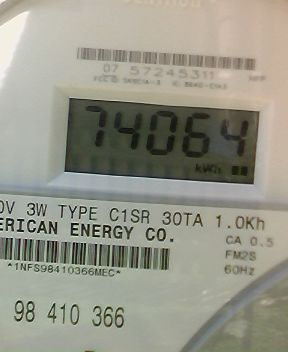 07 57245311
74064
kWh
0V 3W TYPE C1SR 30TA 1.0Kh
ERICAN ENERGY CO.
CA 0.5
FM2S
60Hz
*1NFS98410366MEC*
98 410 366